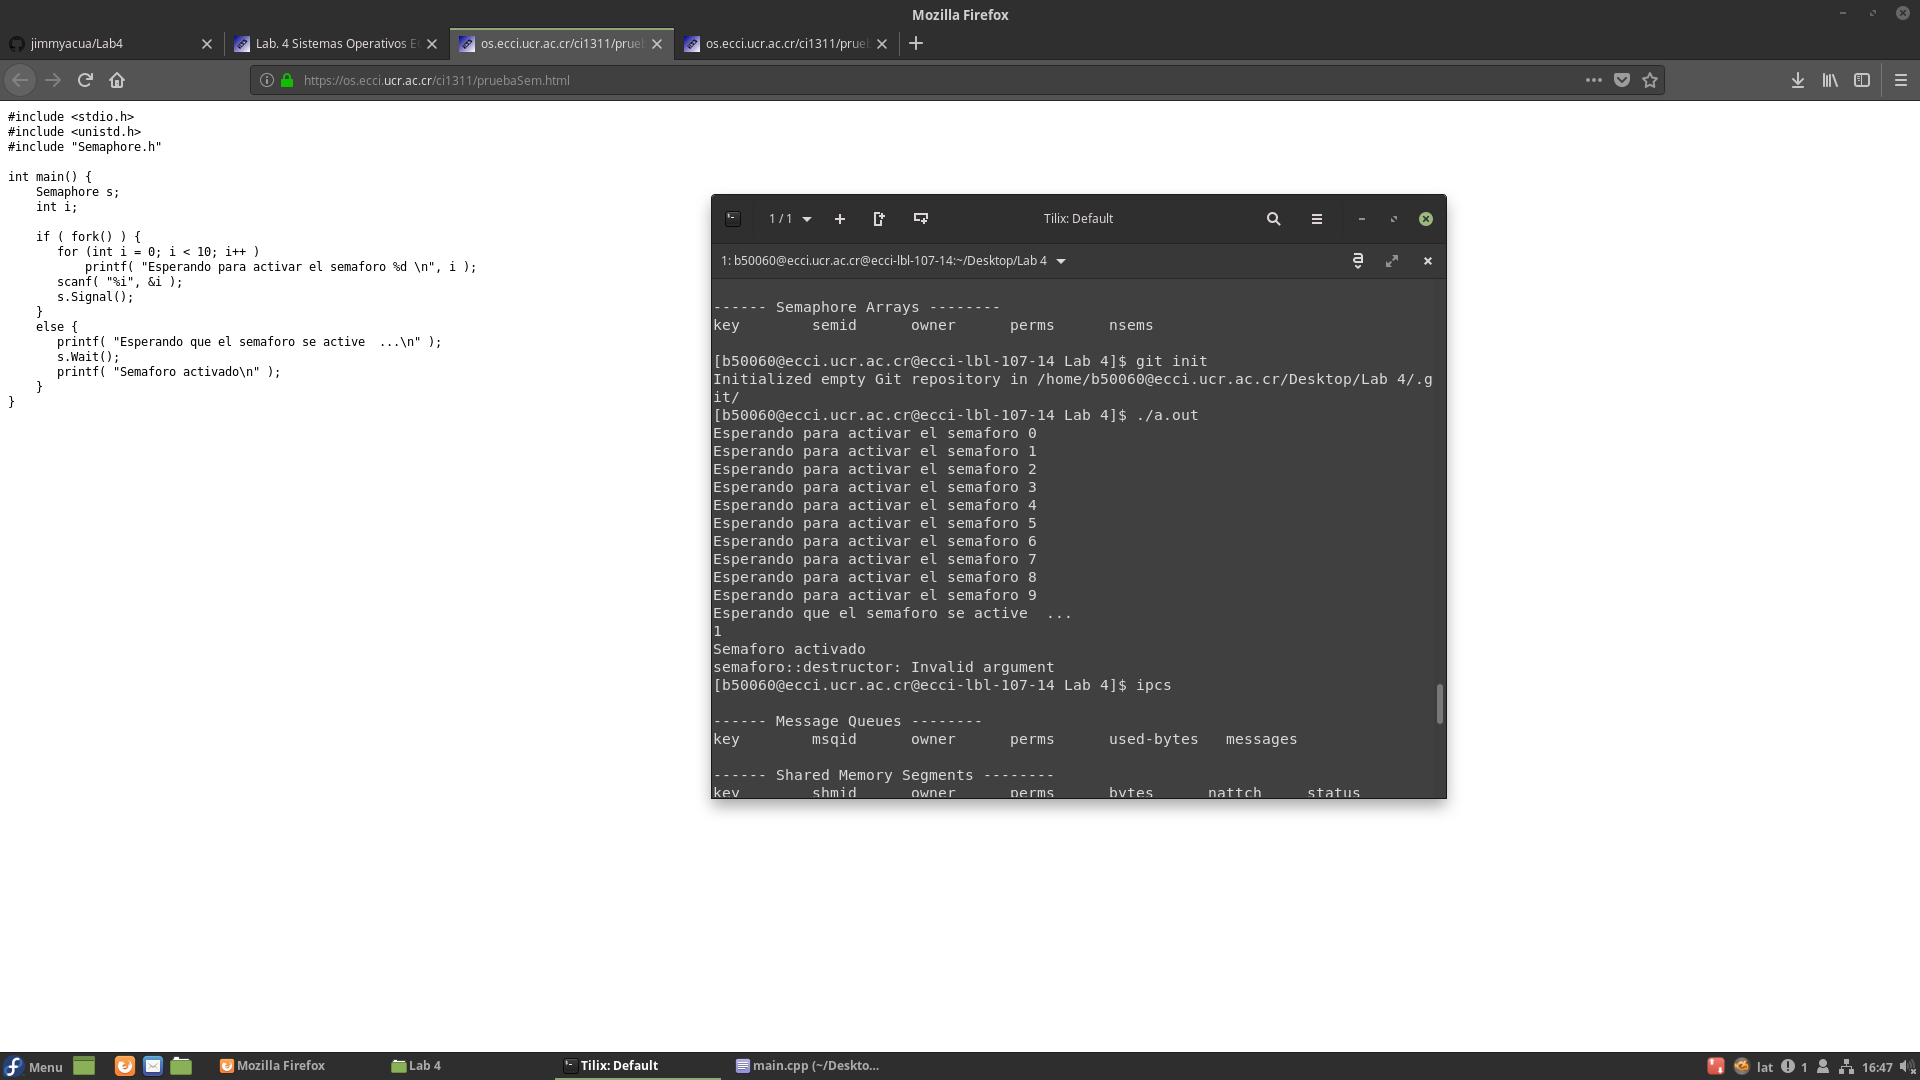 Mozilla Firefox
jimmyacua/Lab4
Lab. 4 Sistemas Operativos E
os.ecci.ucr.ac.cr/ci1311/prue
os.ecci.ucr.ac.cr/ci1311/prue
https://os.ecci.ucr.ac.cr/ci1311/pruebaSem.html
#include <stdio.h>
#include <unistd.h>
#include "Semaphore.h"
int main() {
    Semaphore s;
    int i;
    if ( fork() ) {
       for (int i = 0; i < 10; i++ )
           printf( "Esperando para activar el semaforo %d \n", i );
       scanf( "%i", &i );
       s.Signal();
    }
    else {
       printf( "Esperando que el semaforo se active  ...\n" );
       s.Wait();
       printf( "Semaforo activado\n" );
    }
}
1 / 1
Tilix: Default
1: b50060@ecci.ucr.ac.cr@ecci-lbl-107-14:~/Desktop/Lab 4
------ Semaphore Arrays --------
key        semid      owner      perms      nsems
[b50060@ecci.ucr.ac.cr@ecci-lbl-107-14 Lab 4]$ git init
Initialized empty Git repository in /home/b50060@ecci.ucr.ac.cr/Desktop/Lab 4/.g
it/
[b50060@ecci.ucr.ac.cr@ecci-lbl-107-14 Lab 4]$ ./a.out
Esperando para activar el semaforo 0
Esperando para activar el semaforo 1
Esperando para activar el semaforo 2
Esperando para activar el semaforo 3
Esperando para activar el semaforo 4
Esperando para activar el semaforo 5
Esperando para activar el semaforo 6
Esperando para activar el semaforo 7
Esperando para activar el semaforo 8
Esperando para activar el semaforo 9
Esperando que el semaforo se active  ...
1
Semaforo activado
semaforo::destructor: Invalid argument
[b50060@ecci.ucr.ac.cr@ecci-lbl-107-14 Lab 4]$ ipcs
------ Message Queues --------
key        msqid      owner      perms      used-bytes   messages
------ Shared Memory Segments --------
key        shmid      owner      perms      bytes      nattch     status
Menu
Mozilla Firefox
Lab 4
Tilix: Default
main.cpp (~/Deskto...
lat
1
16:47